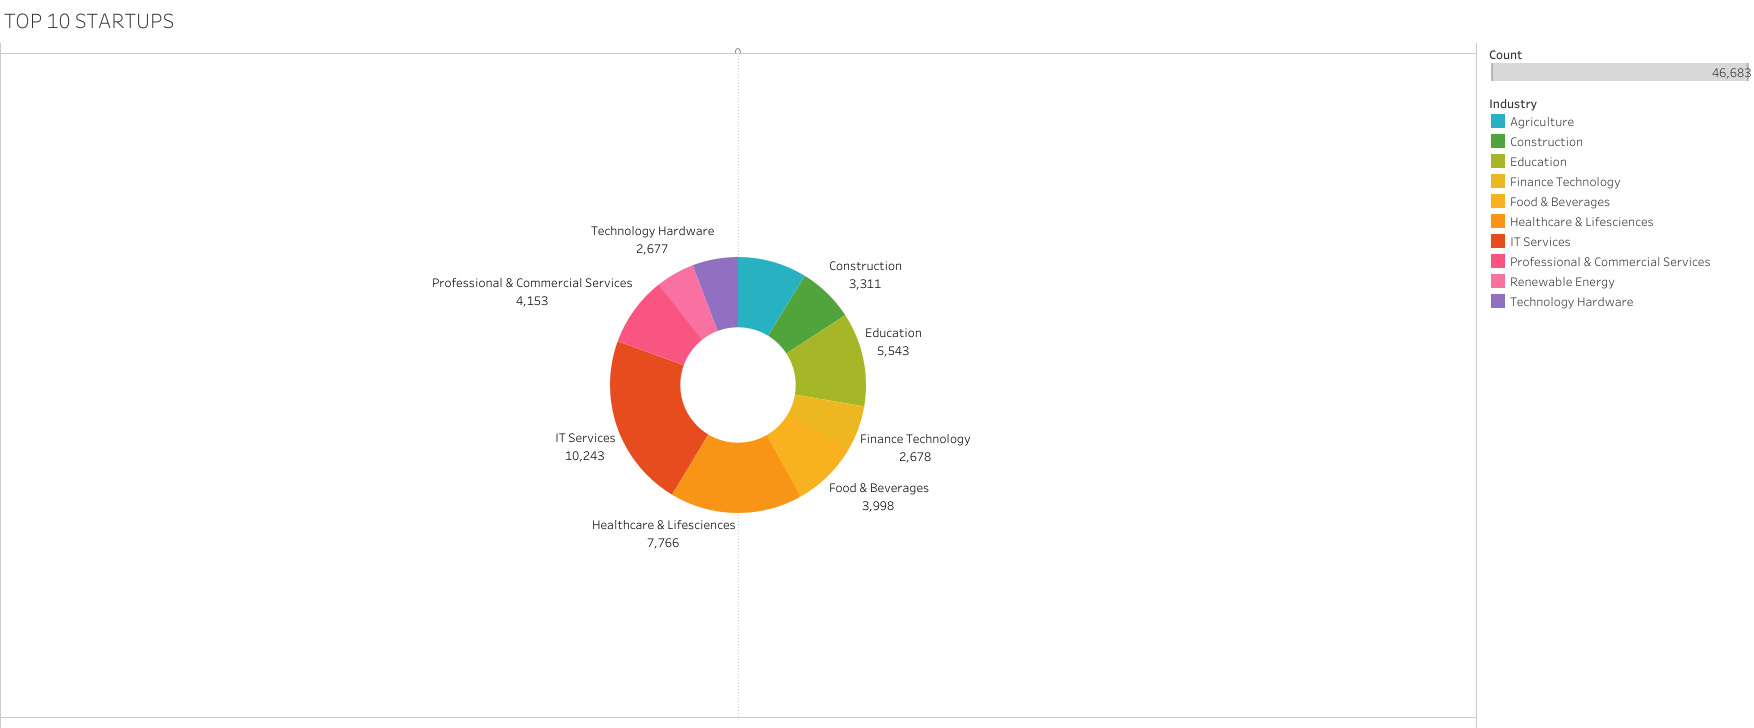 TOP 10 STARTUPS
0
Count
46,683
Industry
Agriculture
Construction
Education
Finance Technology
Food & Beverages
Healthcare & Lifesciences
IT Services
Professional & Commercial Services
Renewable Energy
Technology Hardware
Technology Hardware
2,677
Construction
3,311
Professional & Commercial Services
4,153
Education
5,543
IT Services
10,243
Finance Technology
2,678
Food & Beverages
3,998
Healthcare & Lifesciences
7,766